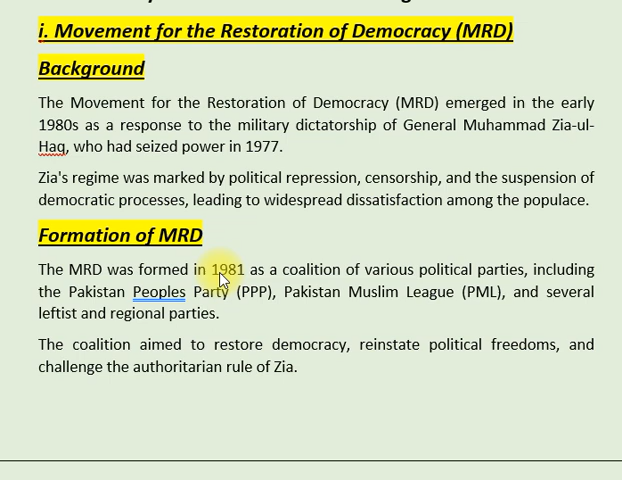 i. Movement for the Restoration of Democracy (MRD)
Background
The Movement for the Restoration of Democracy (MRD) emerged in the early
1980s as a response to the military dictatorship of General Muhammad Zia-ul-
Haq, who had seized power in 1977.
Zia's regime was marked by political repression, censorship, and the suspension of
democratic processes, leading to widespread dissatisfaction among the populace.
Formation of MRD
The MRD was formed in 1981 as a coalition of various political parties, including
the Pakistan Peoples Party (PPP), Pakistan Muslim League (PML), and several
leftist and regional parties.
The coalition aimed to restore democracy, reinstate political freedoms, and
challenge the authoritarian rule of Zia.